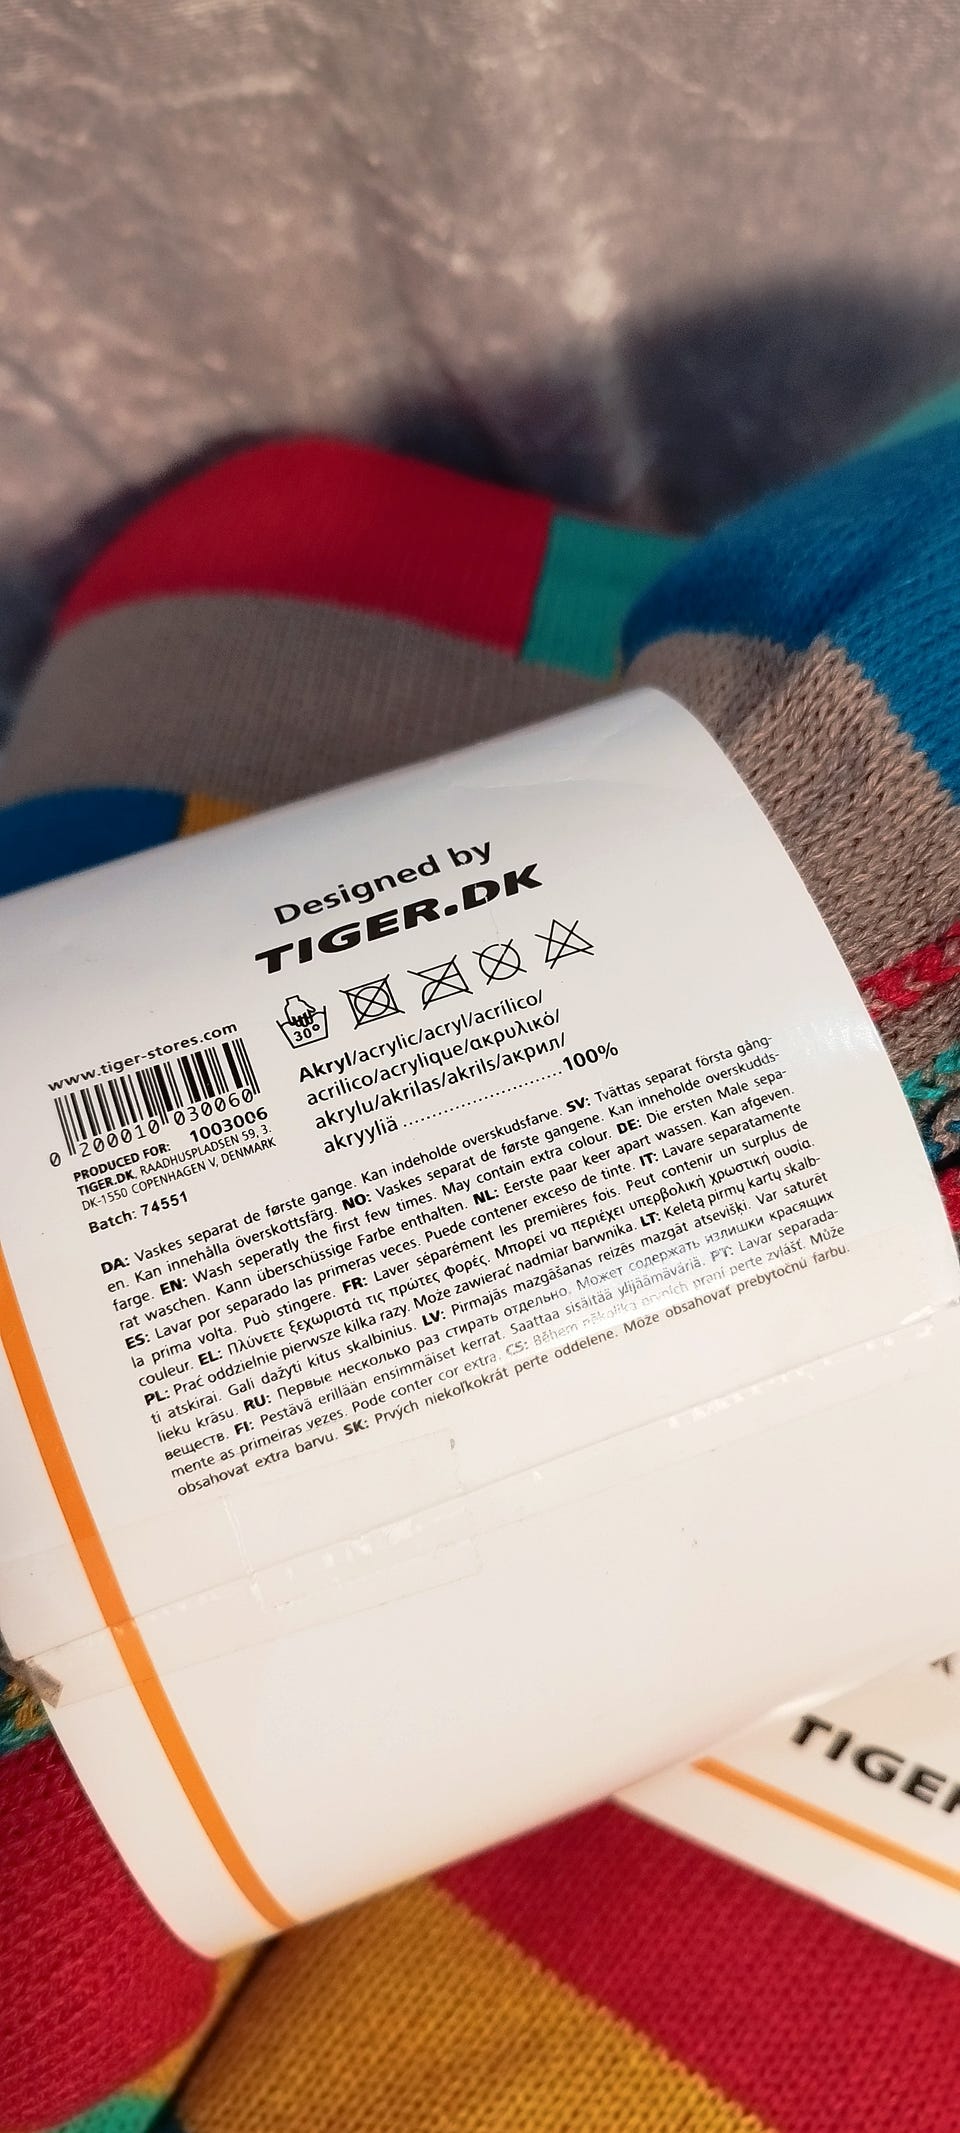 Designed by
TIGER.DK
30°
Akryl/acrylic/acryl/acrílico/
acrilico/acrylique/ακρυλικό/
akrylu/akrilas/akrils/акрил/
akryyliä ............................ 100%
www.tiger-stores.com
0 200010 030060
PRODUCED FOR: 1003006
TIGER.DK, RAADHUSPLADSEN 59, 3.
DK-1550 COPENHAGEN V, DENMARK
Batch: 74551
DA: Vaskes separat de første gange. Kan indeholde overskudsfarve. SV: Tvättas separat första gång-
en. Kan innehålla överskottsfärg. NO: Vaskes separat de første gangene. Kan inneholde overskudds-
farge. EN: Wash seperatly the first few times. May contain extra colour. DE: Die ersten Male sepa-
rat waschen. Kann überschüssige Farbe enthalten. NL: Eerste paar keer apart wassen. Kan afgeven.
ES: Lavar por separado las primeras veces. Puede contener exceso de tinte. IT: Lavare separatamente
la prima volta. Può stingere. FR: Laver séparément les premières fois. Peut contenir un surplus de
couleur. EL: Πλύνετε ξεχωριστά τις πρώτες φορές. Μπορεί να περιέχει υπερβολική χρωστική ουσία.
PL: Prać oddzielnie pierwsze kilka razy. Może zawierać nadmiar barwnika. LT: Keletą pirmų kartų skalb-
ti atskirai. Gali dažyti kitus skalbinius. LV: Pirmajās mazgāšanas reizēs mazgāt atseviški. Var saturēt
lieku krāsu. RU: Первые несколько раз стирать отдельно. Может содержать излишки красящих
веществ. FI: Pestävä erillään ensimmäiset kerrat. Saattaa sisältää ylijäämäväriä. PT: Lavar separada-
mente as primeiras vezes. Pode conter cor extra. CS: Během několika prvních praní perte zvlášť. Může
obsahovat extra barvu. SK: Prvých niekoľkokrát perte oddelene. Može obsahovať prebytočnú farbu.
TIGER